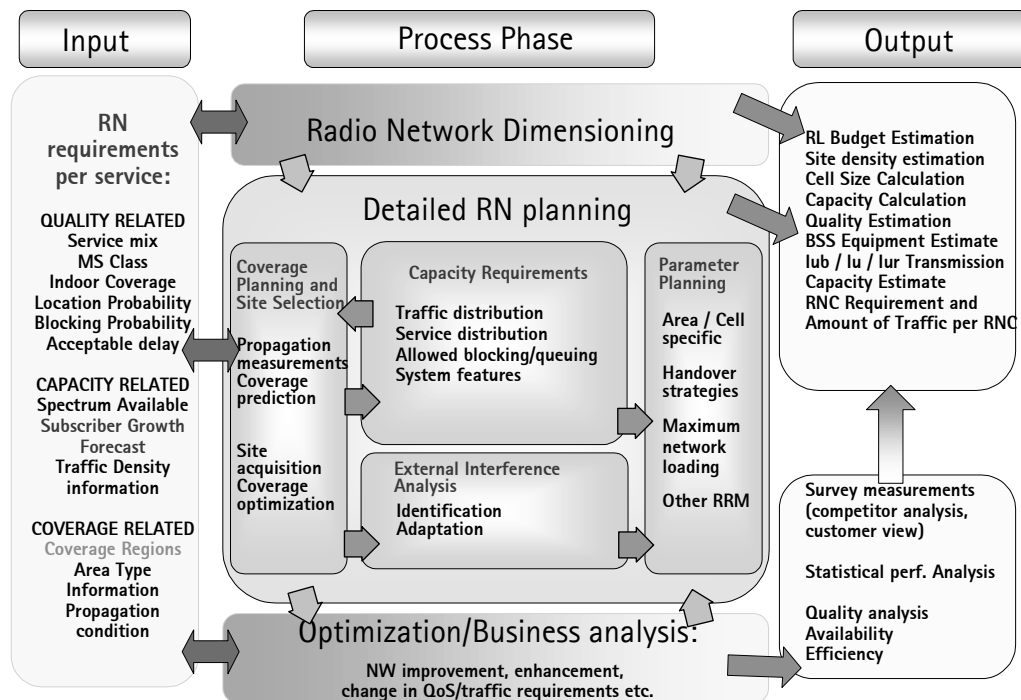 Input
Process Phase
Output
RN
requirements
per service:
QUALITY RELATED
Service mix
MS Class
Indoor Coverage
Location Probability
Blocking Probability
Acceptable delay
CAPACITY RELATED
Spectrum Available
Subscriber Growth
Forecast
Traffic Density
information
COVERAGE RELATED
Coverage Regions
Area Type
Information
Propagation
condition
Radio Network Dimensioning
Detailed RN planning
Coverage
Planning and
Site Selection
Propagation
measurements
Coverage
prediction
Site
acquisition
Coverage
optimization
Capacity Requirements
Traffic distribution
Service distribution
Allowed blocking/queuing
System features
External Interference
Analysis
Identification
Adaptation
Parameter
Planning
Area / Cell
specific
Handover
strategies
Maximum
network
loading
Other RRM
Optimization/Business analysis:
NW improvement, enhancement,
change in QoS/traffic requirements etc.
RL Budget Estimation
Site density estimation
Cell Size Calculation
Capacity Calculation
Quality Estimation
BSS Equipment Estimate
Iub / Iu / Iur Transmission
Capacity Estimate
RNC Requirement and
Amount of Traffic per RNC
Survey measurements
(competitor analysis,
customer view)
Statistical perf. Analysis
Quality analysis
Availability
Efficiency